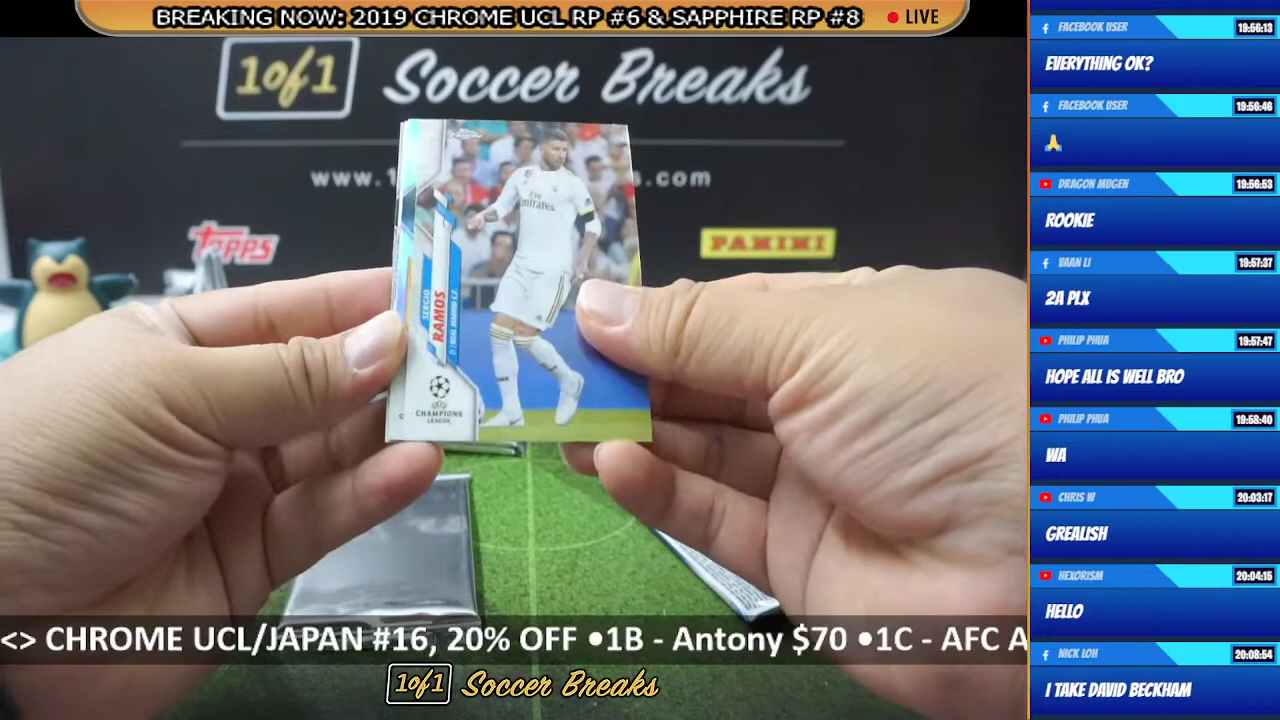 BREAKING NOW: 2019 CHROME UCL RP #6 & SAPPHIRE RP #8
LIVE
1of1 Soccer Breaks
www.1
s.com
TOPPS
PANINI
Chrome
SERGIO
RAMOS
D | REAL MADRID C.F.
Fly
Emirates
UEFA
CHAMPIONS
LEAGUE
<> CHROME UCL/JAPAN #16, 20% OFF •1B - Antony $70 •1C - AFC A
1of1 Soccer Breaks
FACEBOOK USER 19:56:13
EVERYTHING OK?
FACEBOOK USER 19:56:46
🙏
DRAGON MUGEN 19:56:53
ROOKIE
VAAN LI 19:57:37
2A PLX
PHILIP PHUA 19:57:47
HOPE ALL IS WELL BRO
PHILIP PHUA 19:58:40
WA
CHRIS W 20:03:17
GREALISH
HEXORISM 20:04:15
HELLO
NICK LOH 20:08:54
I TAKE DAVID BECKHAM